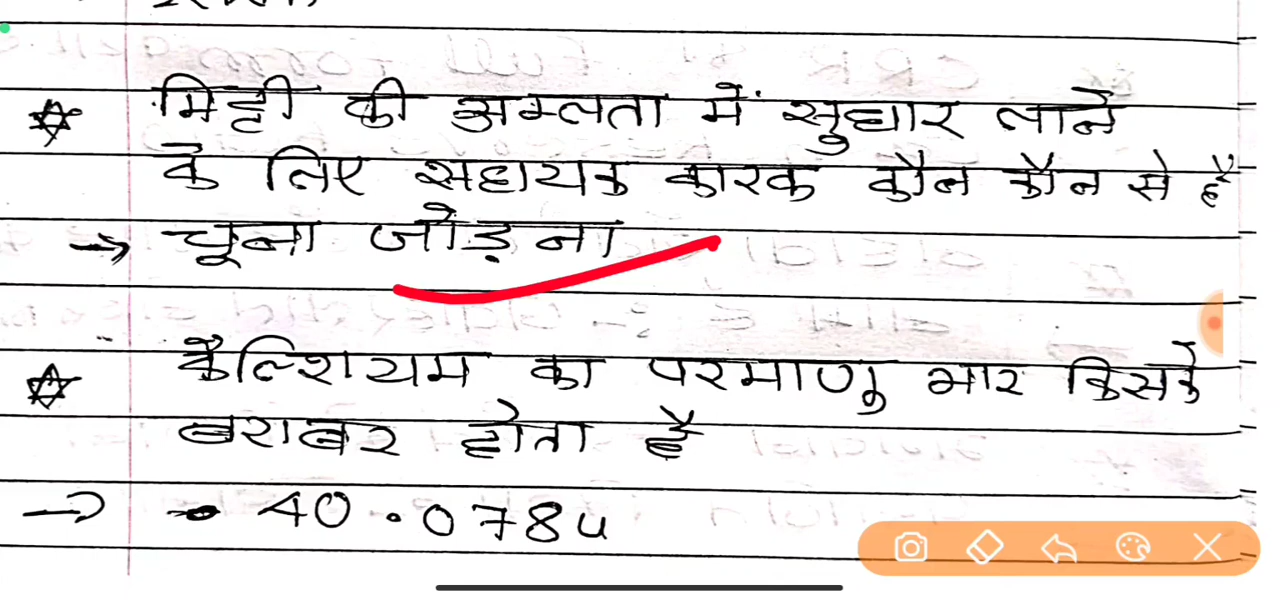 मिट्टी की अम्लता में सुधार लाने
के लिए सहायक कारक कौन कौन से है
→ चूना जोड़ना
कैल्शियम का परमाणु भार किसके
बराबर होता है
→ 40.078u